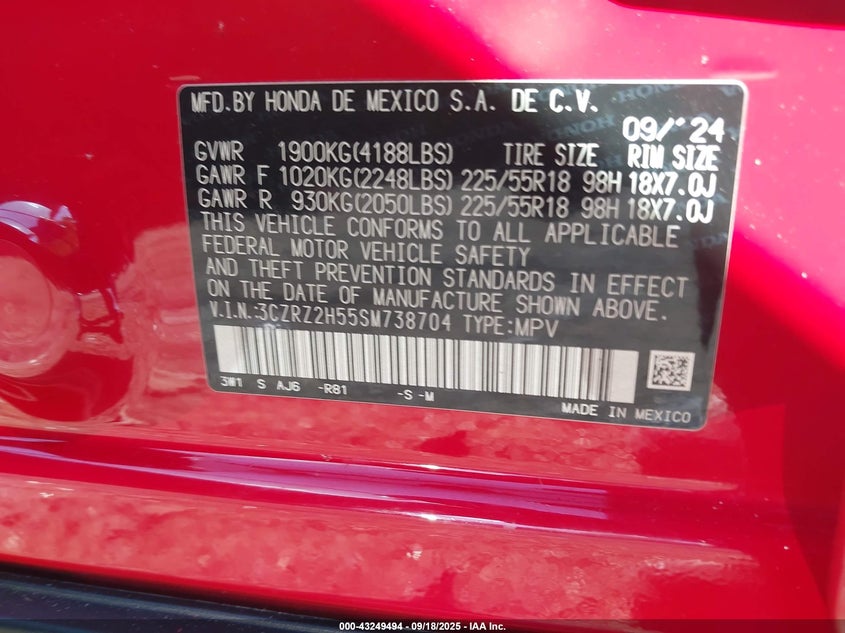 MFD.BY HONDA DE MEXICO S.A. DE C.V.
09/ 24
GVWR 1900KG(4188LBS) TIRE SIZE RIM SIZE
GAWR F 1020KG(2248LBS) 225/55R18 98H 18X7.0J
GAWR R 930KG(2050LBS) 225/55R18 98H 18X7.0J
THIS VEHICLE CONFORMS TO ALL APPLICABLE
FEDERAL MOTOR VEHICLE SAFETY
AND THEFT PREVENTION STANDARDS IN EFFECT
ON THE DATE OF MANUFACTURE SHOWN ABOVE.
V.I.N.:3CZRZ2H55SM738704 TYPE:MPV
3W1 S AJ6 -R81 -S -M
MADE IN MEXICO
000-43249494 - 09/18/2025 - IAA Inc.